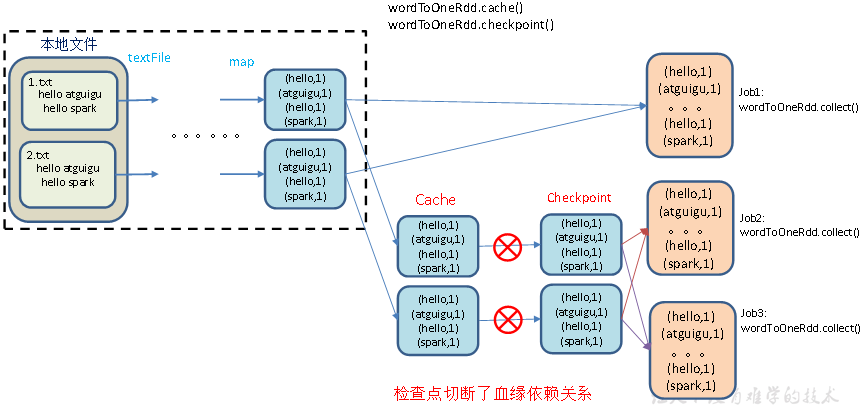 wordToOneRdd.cache()
wordToOneRdd.checkpoint()
本地文件
textFile
map
1.txt
hello atguigu
hello spark
2.txt
hello atguigu
hello spark
(hello,1)
(atguigu,1)
(hello,1)
(spark,1)
(hello,1)
(atguigu,1)
(hello,1)
(spark,1)
(hello,1)
(atguigu,1)
。。。
(hello,1)
(spark,1)
Job1:
wordToOneRdd.collect()
Cache
Checkpoint
(hello,1)
(atguigu,1)
(hello,1)
(spark,1)
(hello,1)
(atguigu,1)
(hello,1)
(spark,1)
(hello,1)
(atguigu,1)
(hello,1)
(spark,1)
(hello,1)
(atguigu,1)
(hello,1)
(spark,1)
(hello,1)
(atguigu,1)
。。。
(hello,1)
(spark,1)
Job2:
wordToOneRdd.collect()
(hello,1)
(atguigu,1)
。。。
(hello,1)
(spark,1)
Job3:
wordToOneRdd.collect()
检查点切断了血缘依赖关系
难学的技术